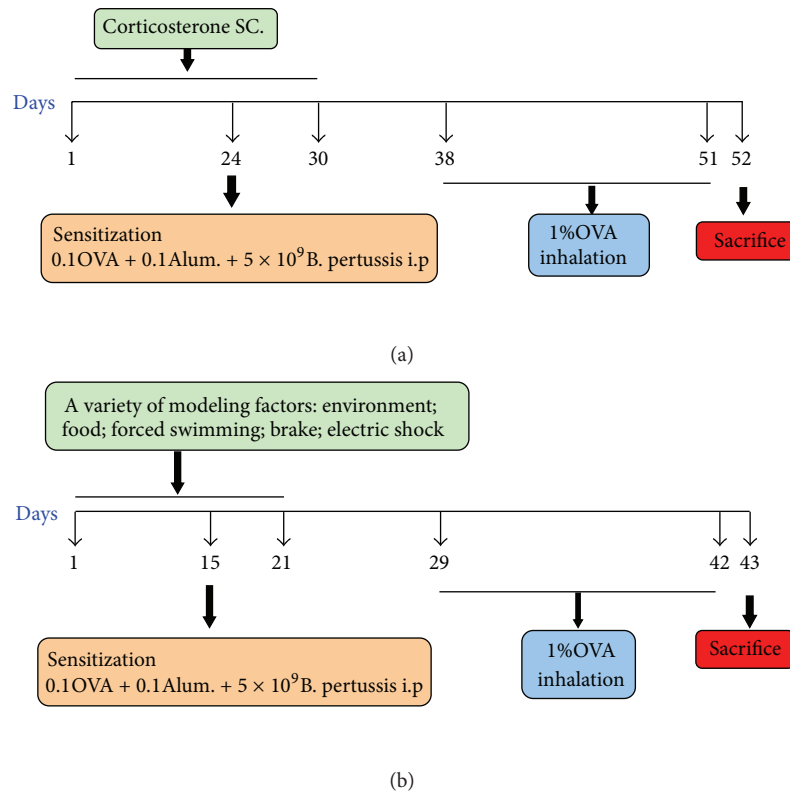 Corticosterone SC.
Days
1 24 30 38 51 52
Sensitization
0.1OVA + 0.1Alum. + 5 × 10⁹B. pertussis i.p
1%OVA
inhalation
Sacrifice
(a)
A variety of modeling factors: environment;
food; forced swimming; brake; electric shock
Days
1 15 21 29 42 43
Sensitization
0.1OVA + 0.1Alum. + 5 × 10⁹B. pertussis i.p
1%OVA
inhalation
Sacrifice
(b)